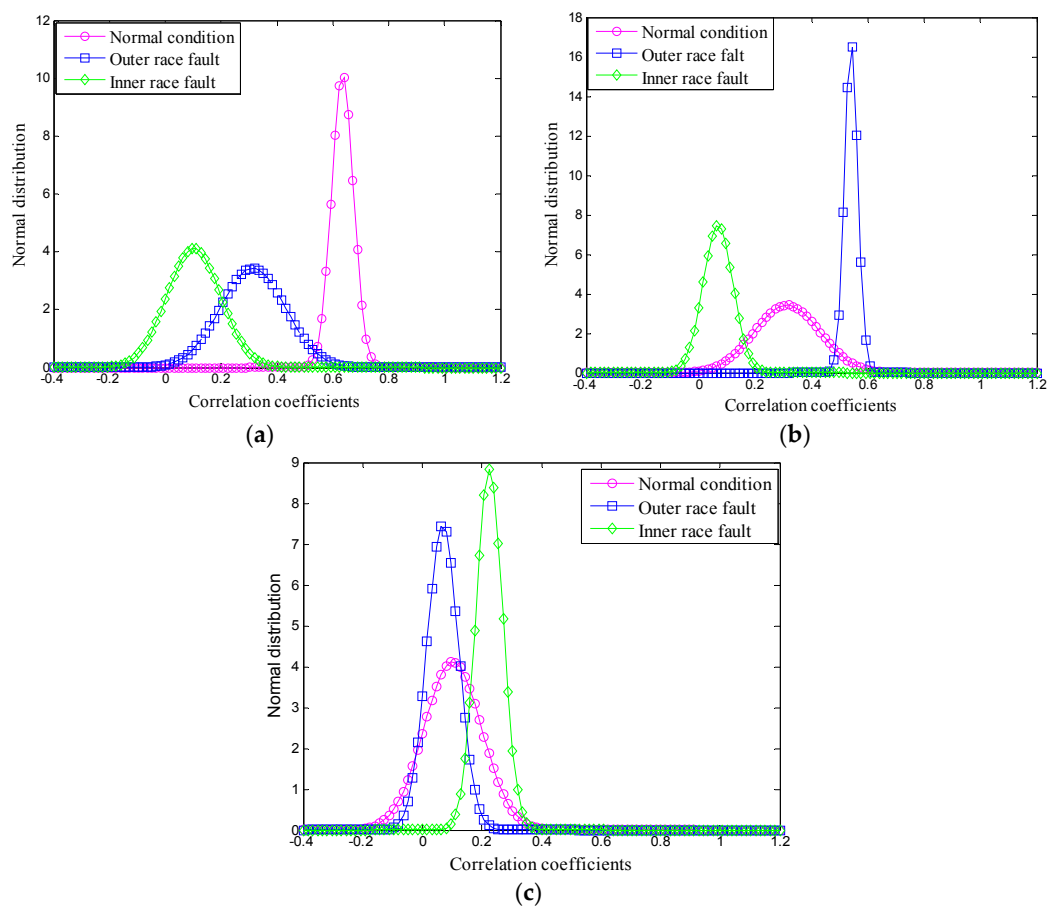 12
10
8
6
4
2
0
Normal distribution
Normal condition
Outer race fault
Inner race fault
-0.4 -0.2 0 0.2 0.4 0.6 0.8 1 1.2
Correlation coefficients
(a)
18
16
14
12
10
8
6
4
2
0
Normal distribution
Normal condition
Outer race falt
Inner race fault
-0.4 -0.2 0 0.2 0.4 0.6 0.8 1 1.2
Correlation coefficients
(b)
9
8
7
6
5
4
3
2
1
0
Normal distribution
Normal condition
Outer race fault
Inner race fault
-0.4 -0.2 0 0.2 0.4 0.6 0.8 1 1.2
Correlation coefficients
(c)